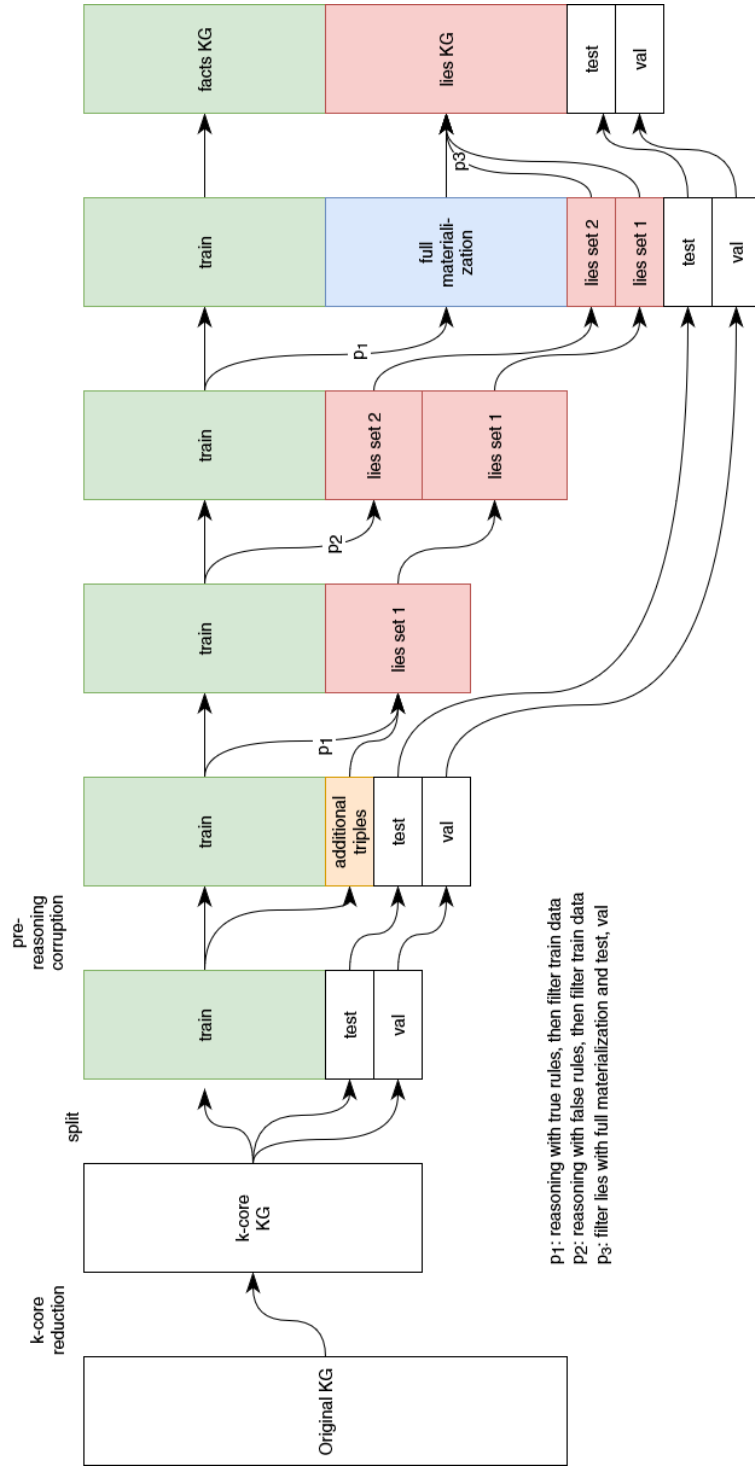 k-core
reduction
split
pre-
reasoning
corruption
Original KG
k-core
KG
train
test
val
train
additional
triples
test
val
p1
train
lies set 1
p2
train
lies set 2
lies set 1
p1
train
full
materiali-
zation
lies set 2
lies set 1
test
val
p3
facts KG
lies KG
test
val
p1: reasoning with true rules, then filter train data
p2: reasoning with false rules, then filter train data
p3: filter lies with full materialization and test, val